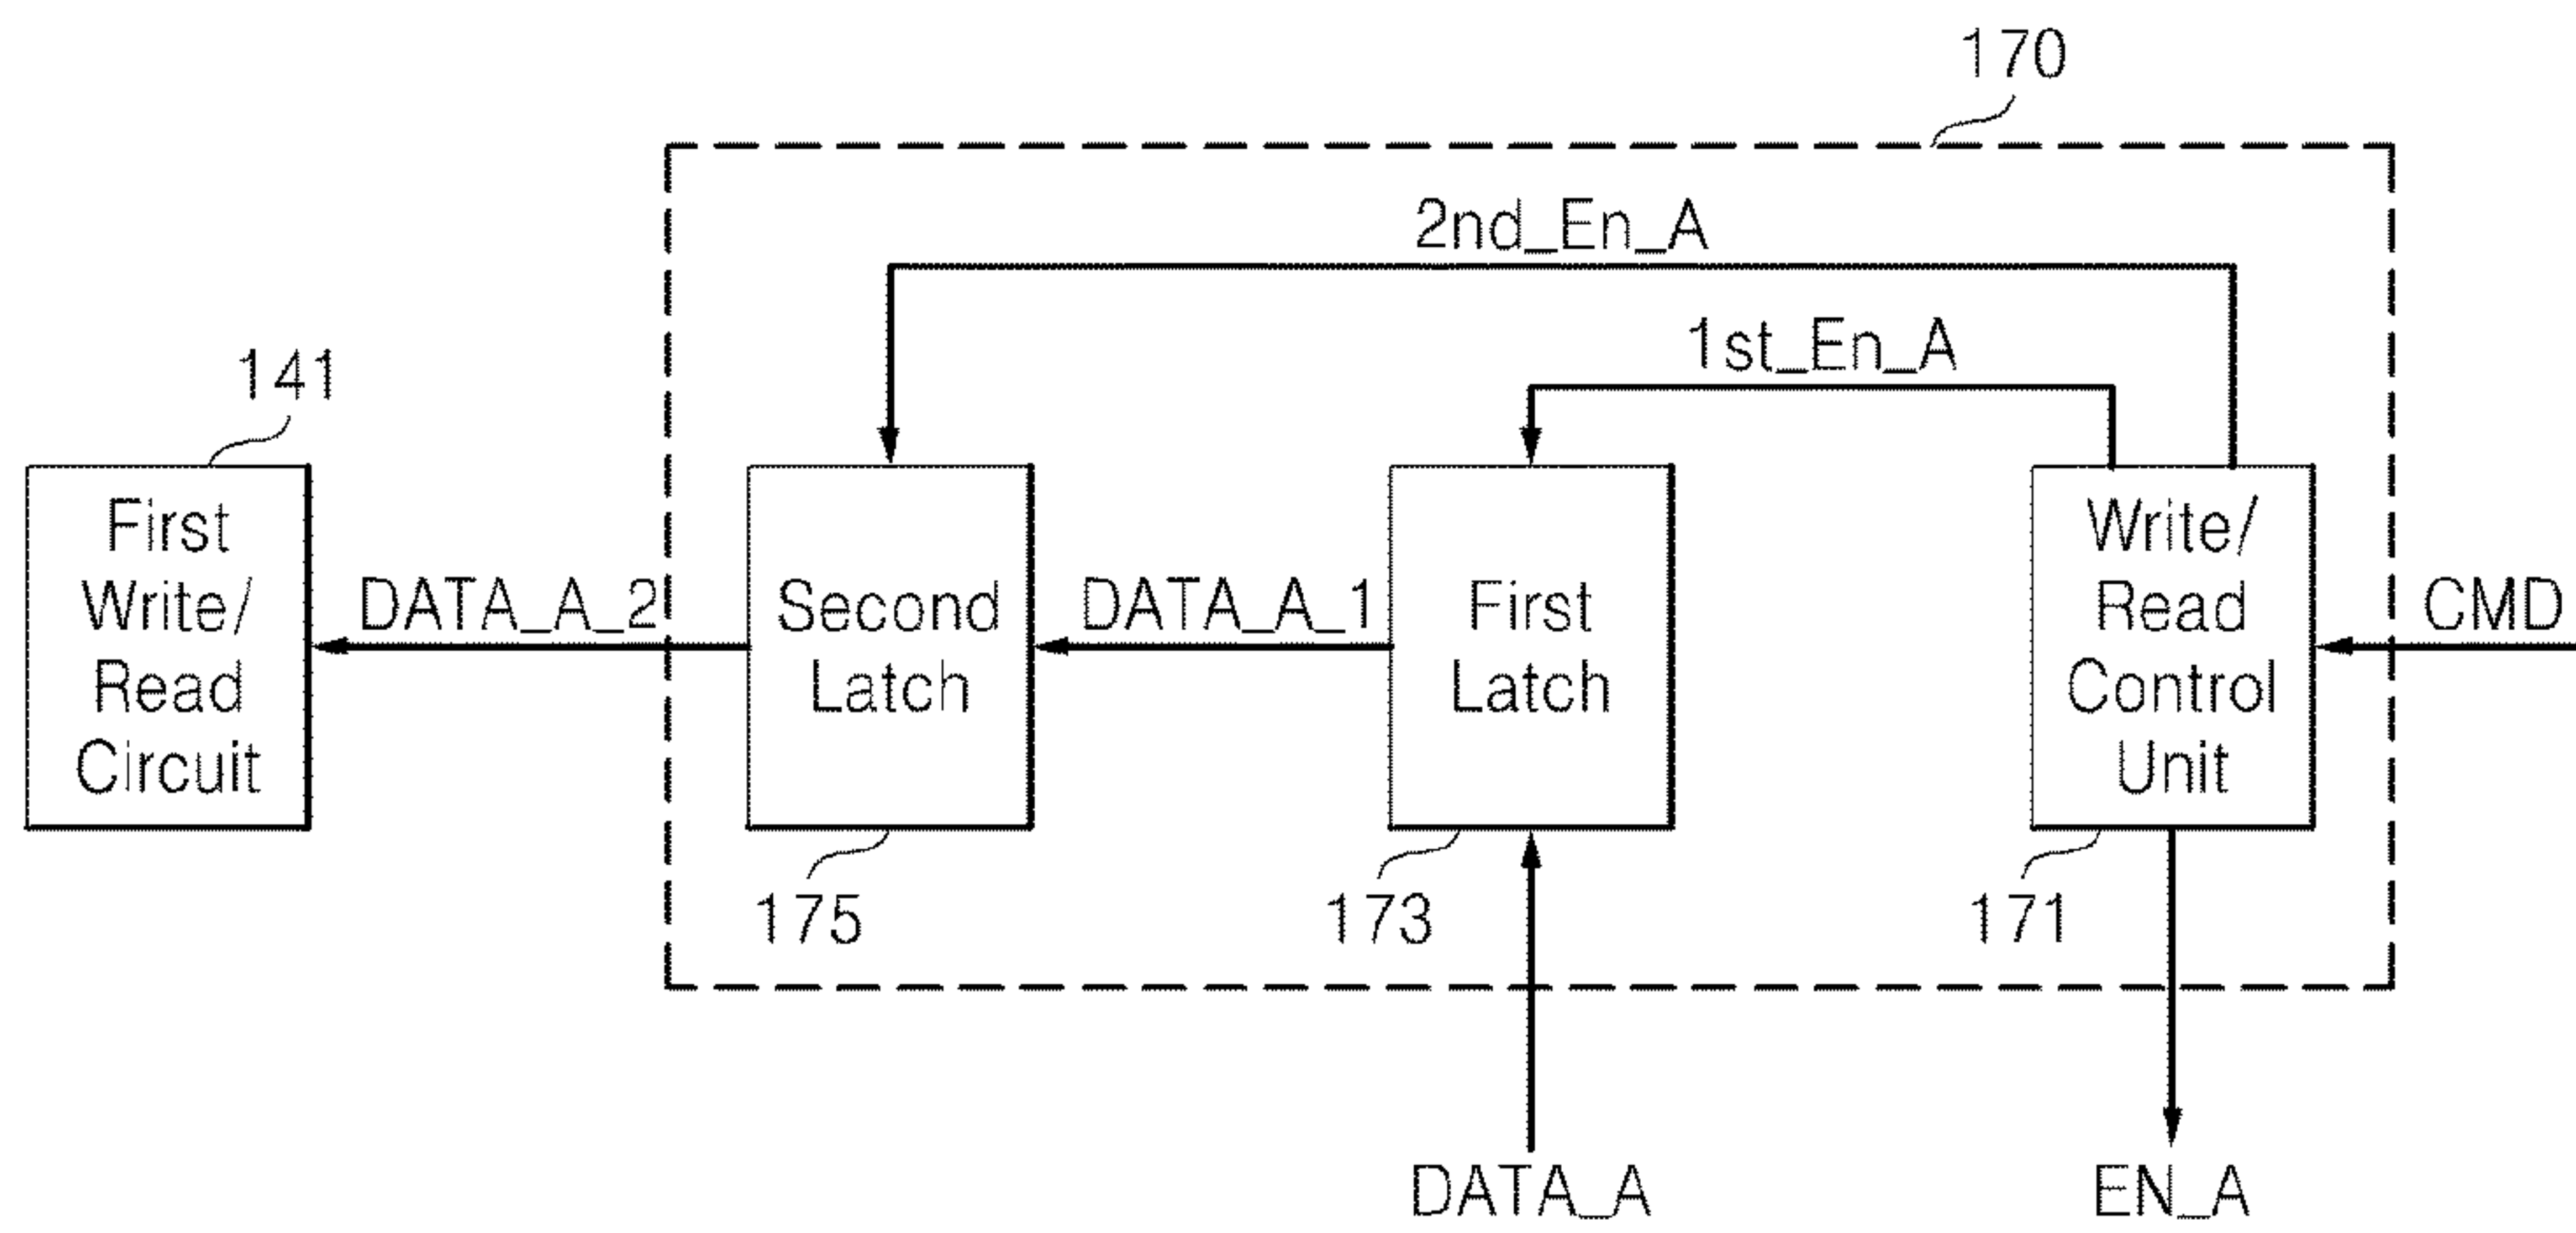 170
2nd_En_A
1st_En_A
141
First
Write/
Read
Circuit
DATA_A_2
Second
Latch
DATA_A_1
First
Latch
Write/
Read
Control
Unit
CMD
175
173
171
DATA_A
EN_A